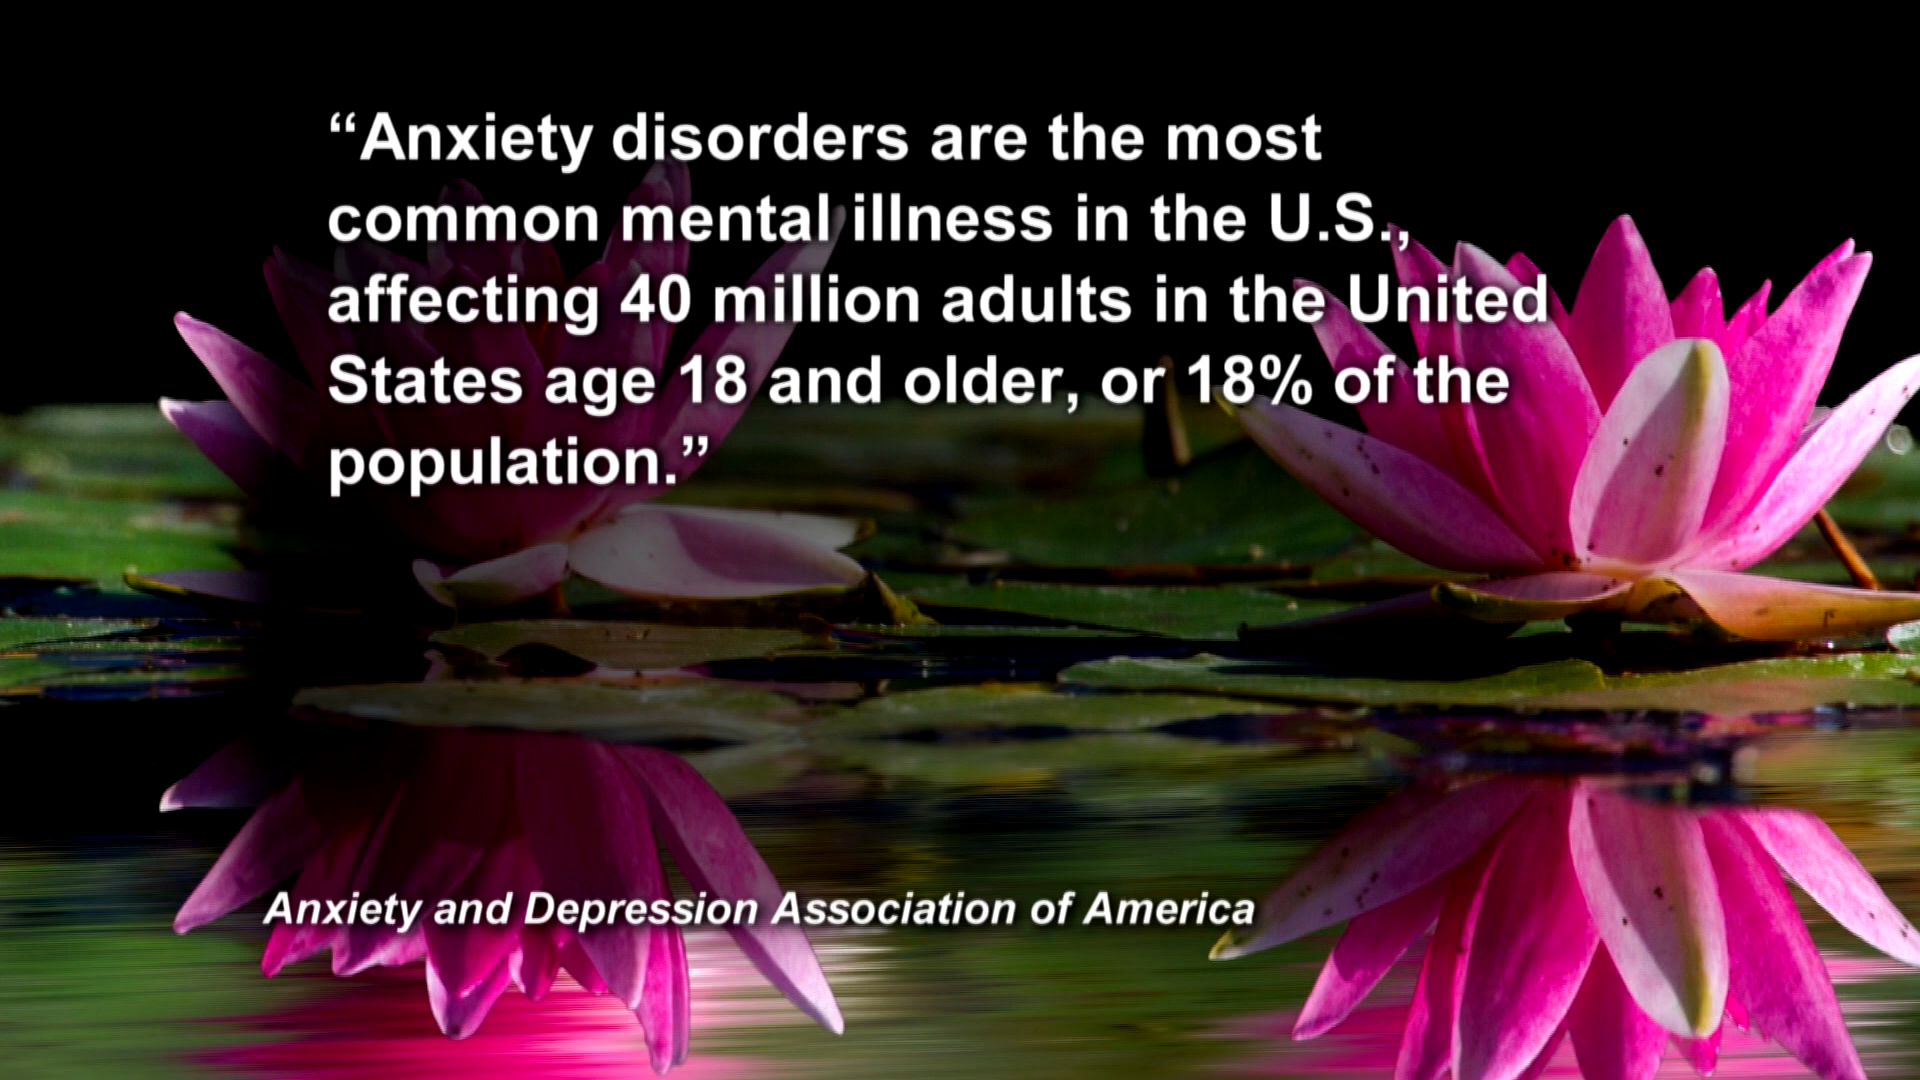 “Anxiety disorders are the most
common mental illness in the U.S.,
affecting 40 million adults in the United
States age 18 and older, or 18% of the
population.”
Anxiety and Depression Association of America